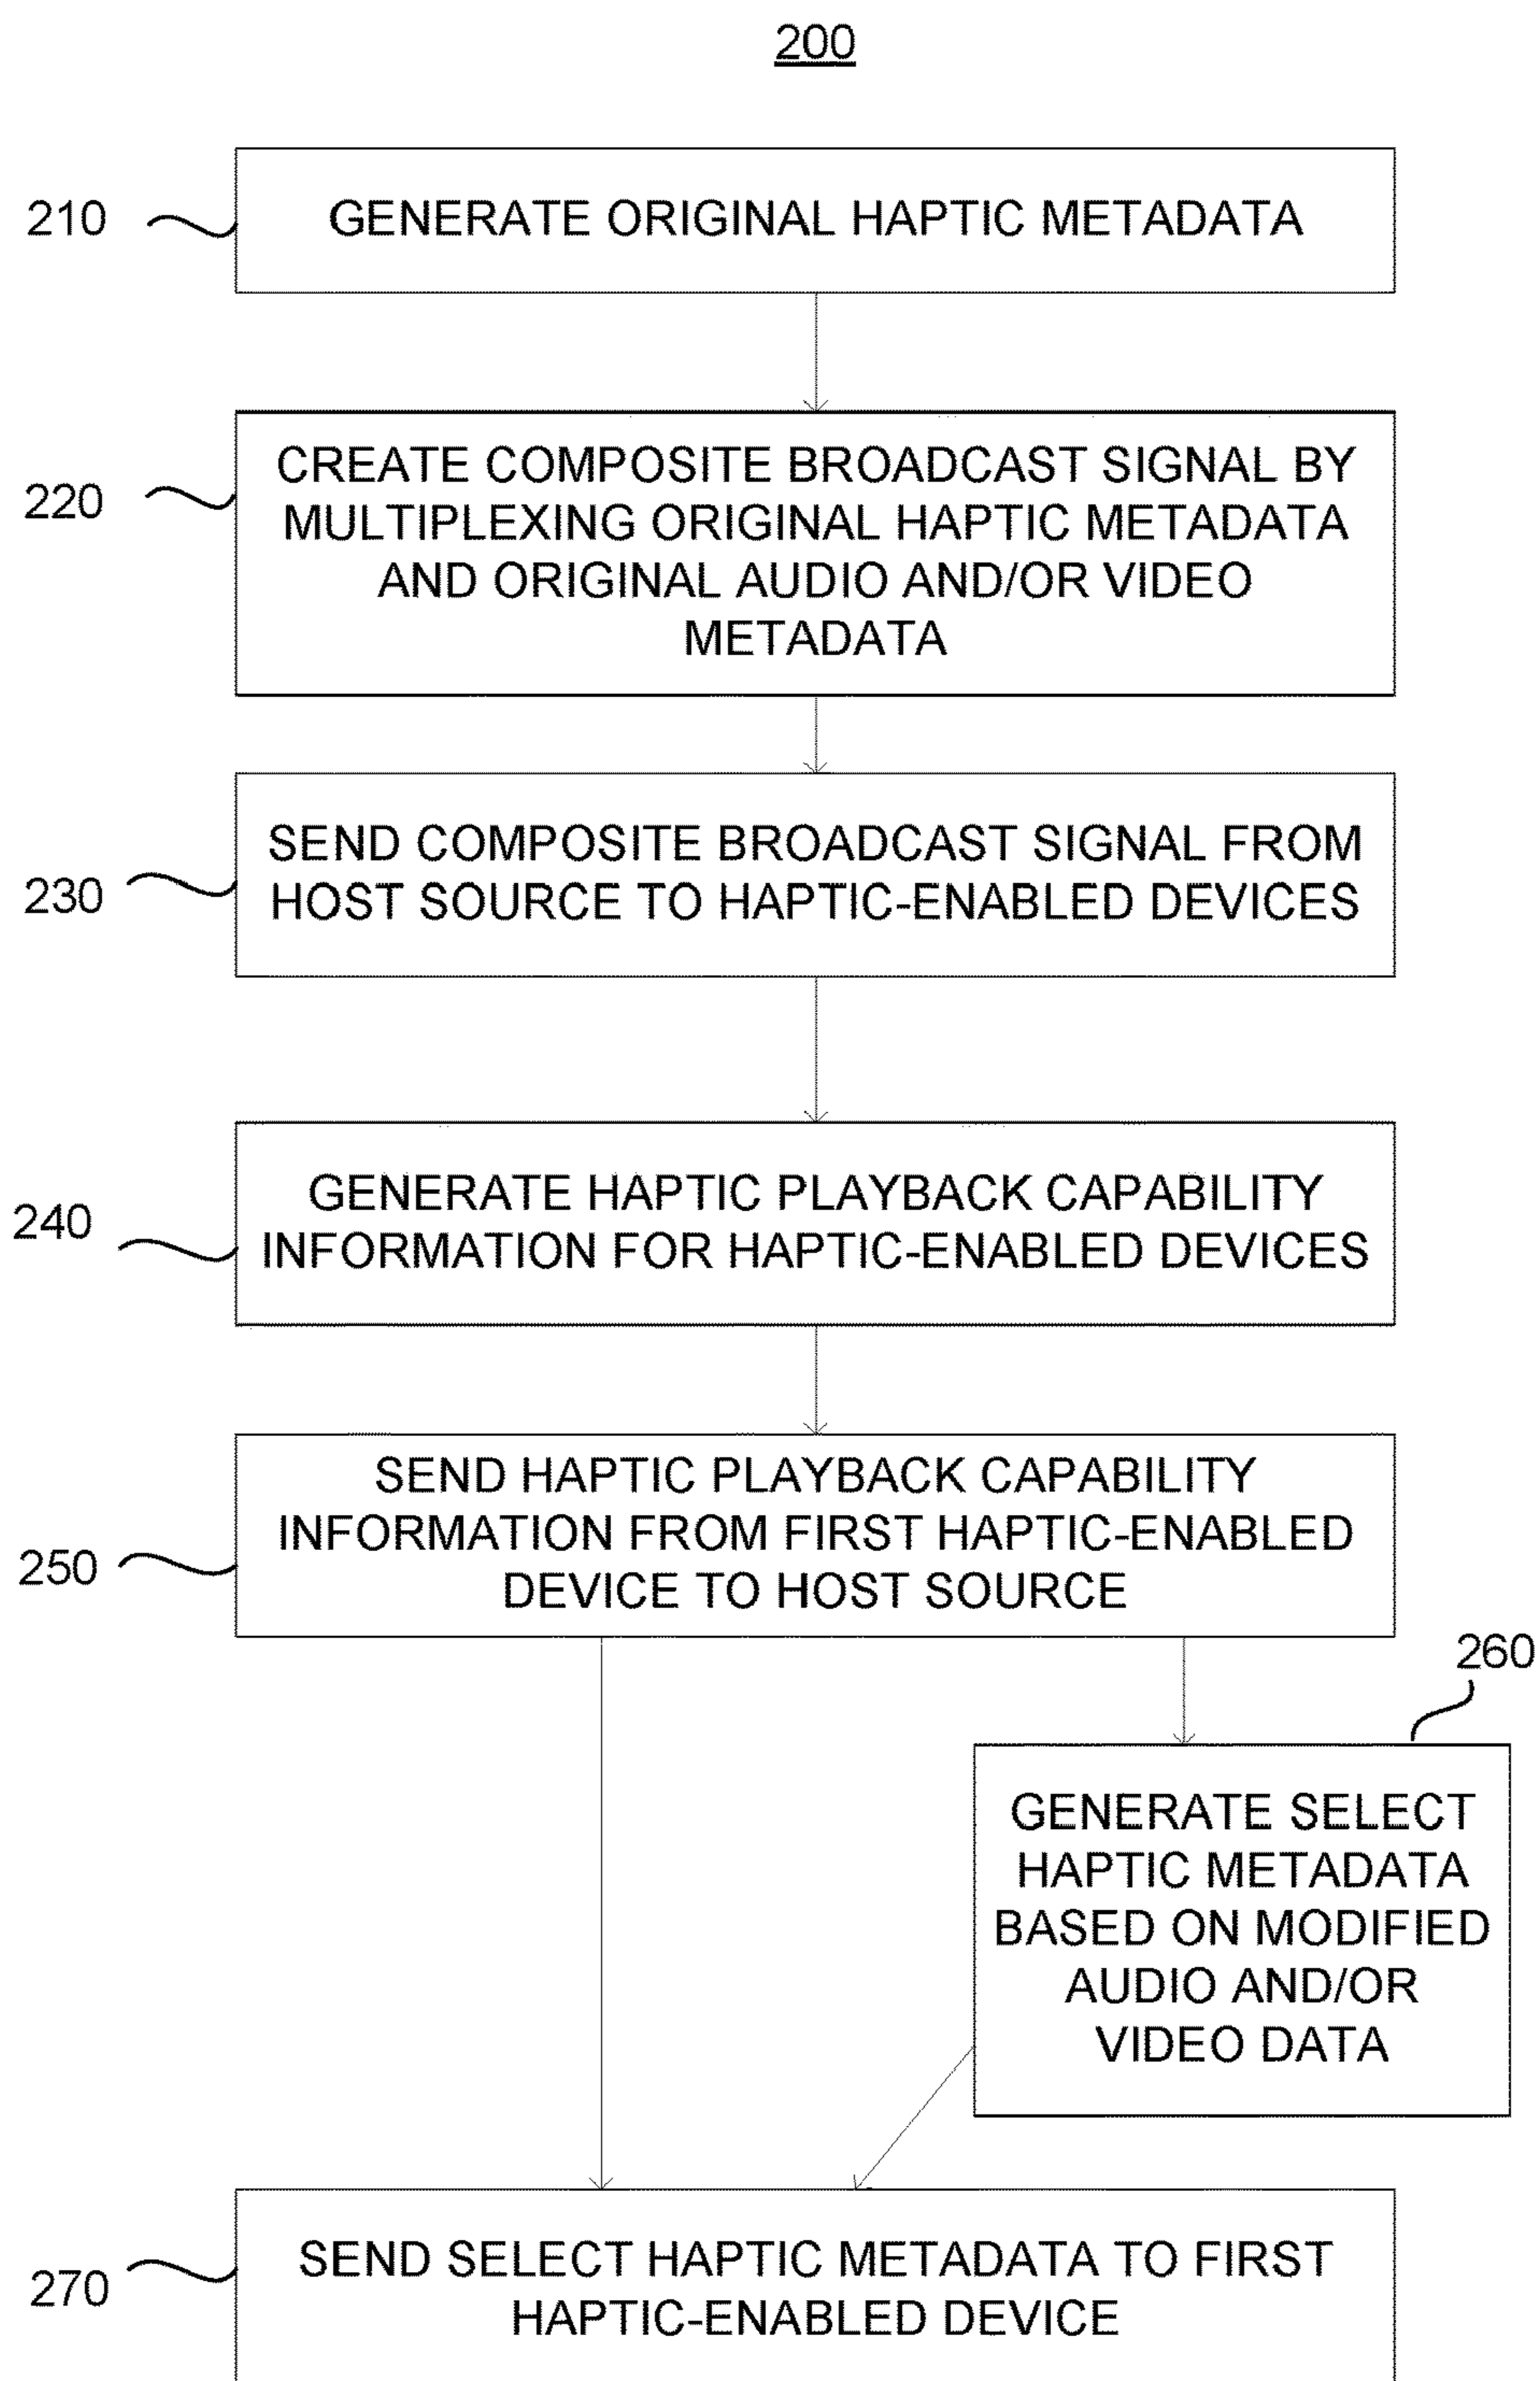 200
210
GENERATE ORIGINAL HAPTIC METADATA
220
CREATE COMPOSITE BROADCAST SIGNAL BY
MULTIPLEXING ORIGINAL HAPTIC METADATA
AND ORIGINAL AUDIO AND/OR VIDEO
METADATA
230
SEND COMPOSITE BROADCAST SIGNAL FROM
HOST SOURCE TO HAPTIC-ENABLED DEVICES
240
GENERATE HAPTIC PLAYBACK CAPABILITY
INFORMATION FOR HAPTIC-ENABLED DEVICES
250
SEND HAPTIC PLAYBACK CAPABILITY
INFORMATION FROM FIRST HAPTIC-ENABLED
DEVICE TO HOST SOURCE
260
GENERATE SELECT
HAPTIC METADATA
BASED ON MODIFIED
AUDIO AND/OR
VIDEO DATA
270
SEND SELECT HAPTIC METADATA TO FIRST
HAPTIC-ENABLED DEVICE